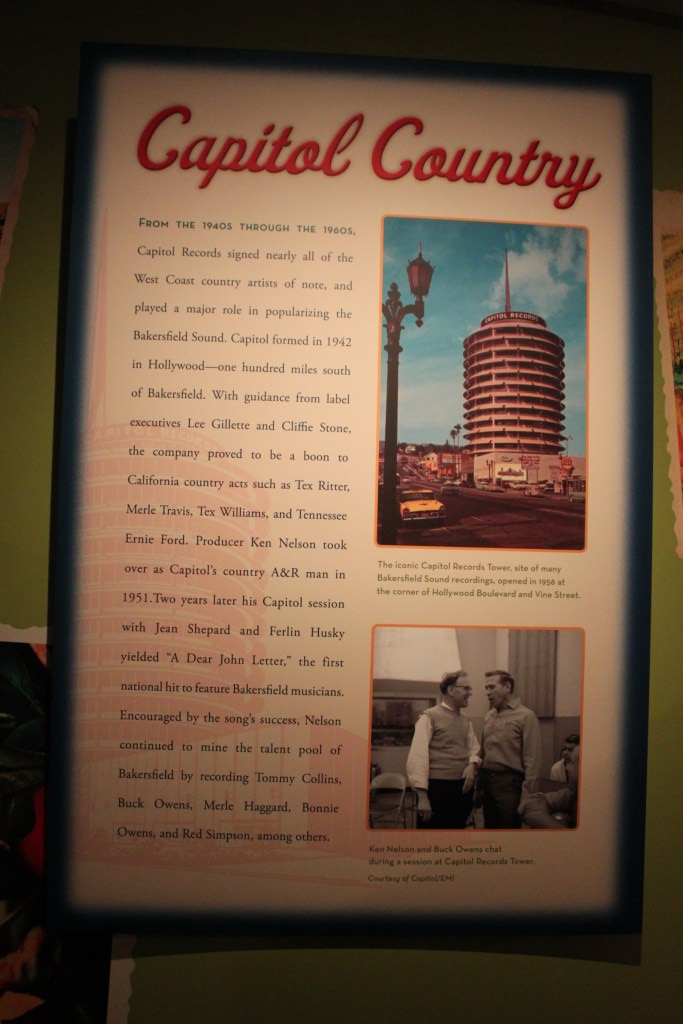 Capitol Country
FROM THE 1940S THROUGH THE 1960S,
Capitol Records signed nearly all of the
West Coast country artists of note, and
played a major role in popularizing the
Bakersfield Sound. Capitol formed in 1942
in Hollywood—one hundred miles south
of Bakersfield. With guidance from label
executives Lee Gillette and Cliffie Stone,
the company proved to be a boon to
California country acts such as Tex Ritter,
Merle Travis, Tex Williams, and Tennessee
Ernie Ford. Producer Ken Nelson took
over as Capitol's country A&R man in
1951.Two years later his Capitol session
with Jean Shepard and Ferlin Husky
yielded "A Dear John Letter," the first
national hit to feature Bakersfield musicians.
Encouraged by the song's success, Nelson
continued to mine the talent pool of
Bakersfield by recording Tommy Collins,
Buck Owens, Merle Haggard, Bonnie
Owens, and Red Simpson, among others.
CAPITOL RECORDS
The iconic Capitol Records Tower, site of many
Bakersfield Sound recordings, opened in 1956 at
the corner of Hollywood Boulevard and Vine Street.
Ken Nelson and Buck Owens chat
during a session at Capitol Records Tower.
Courtesy of Capitol/EMI